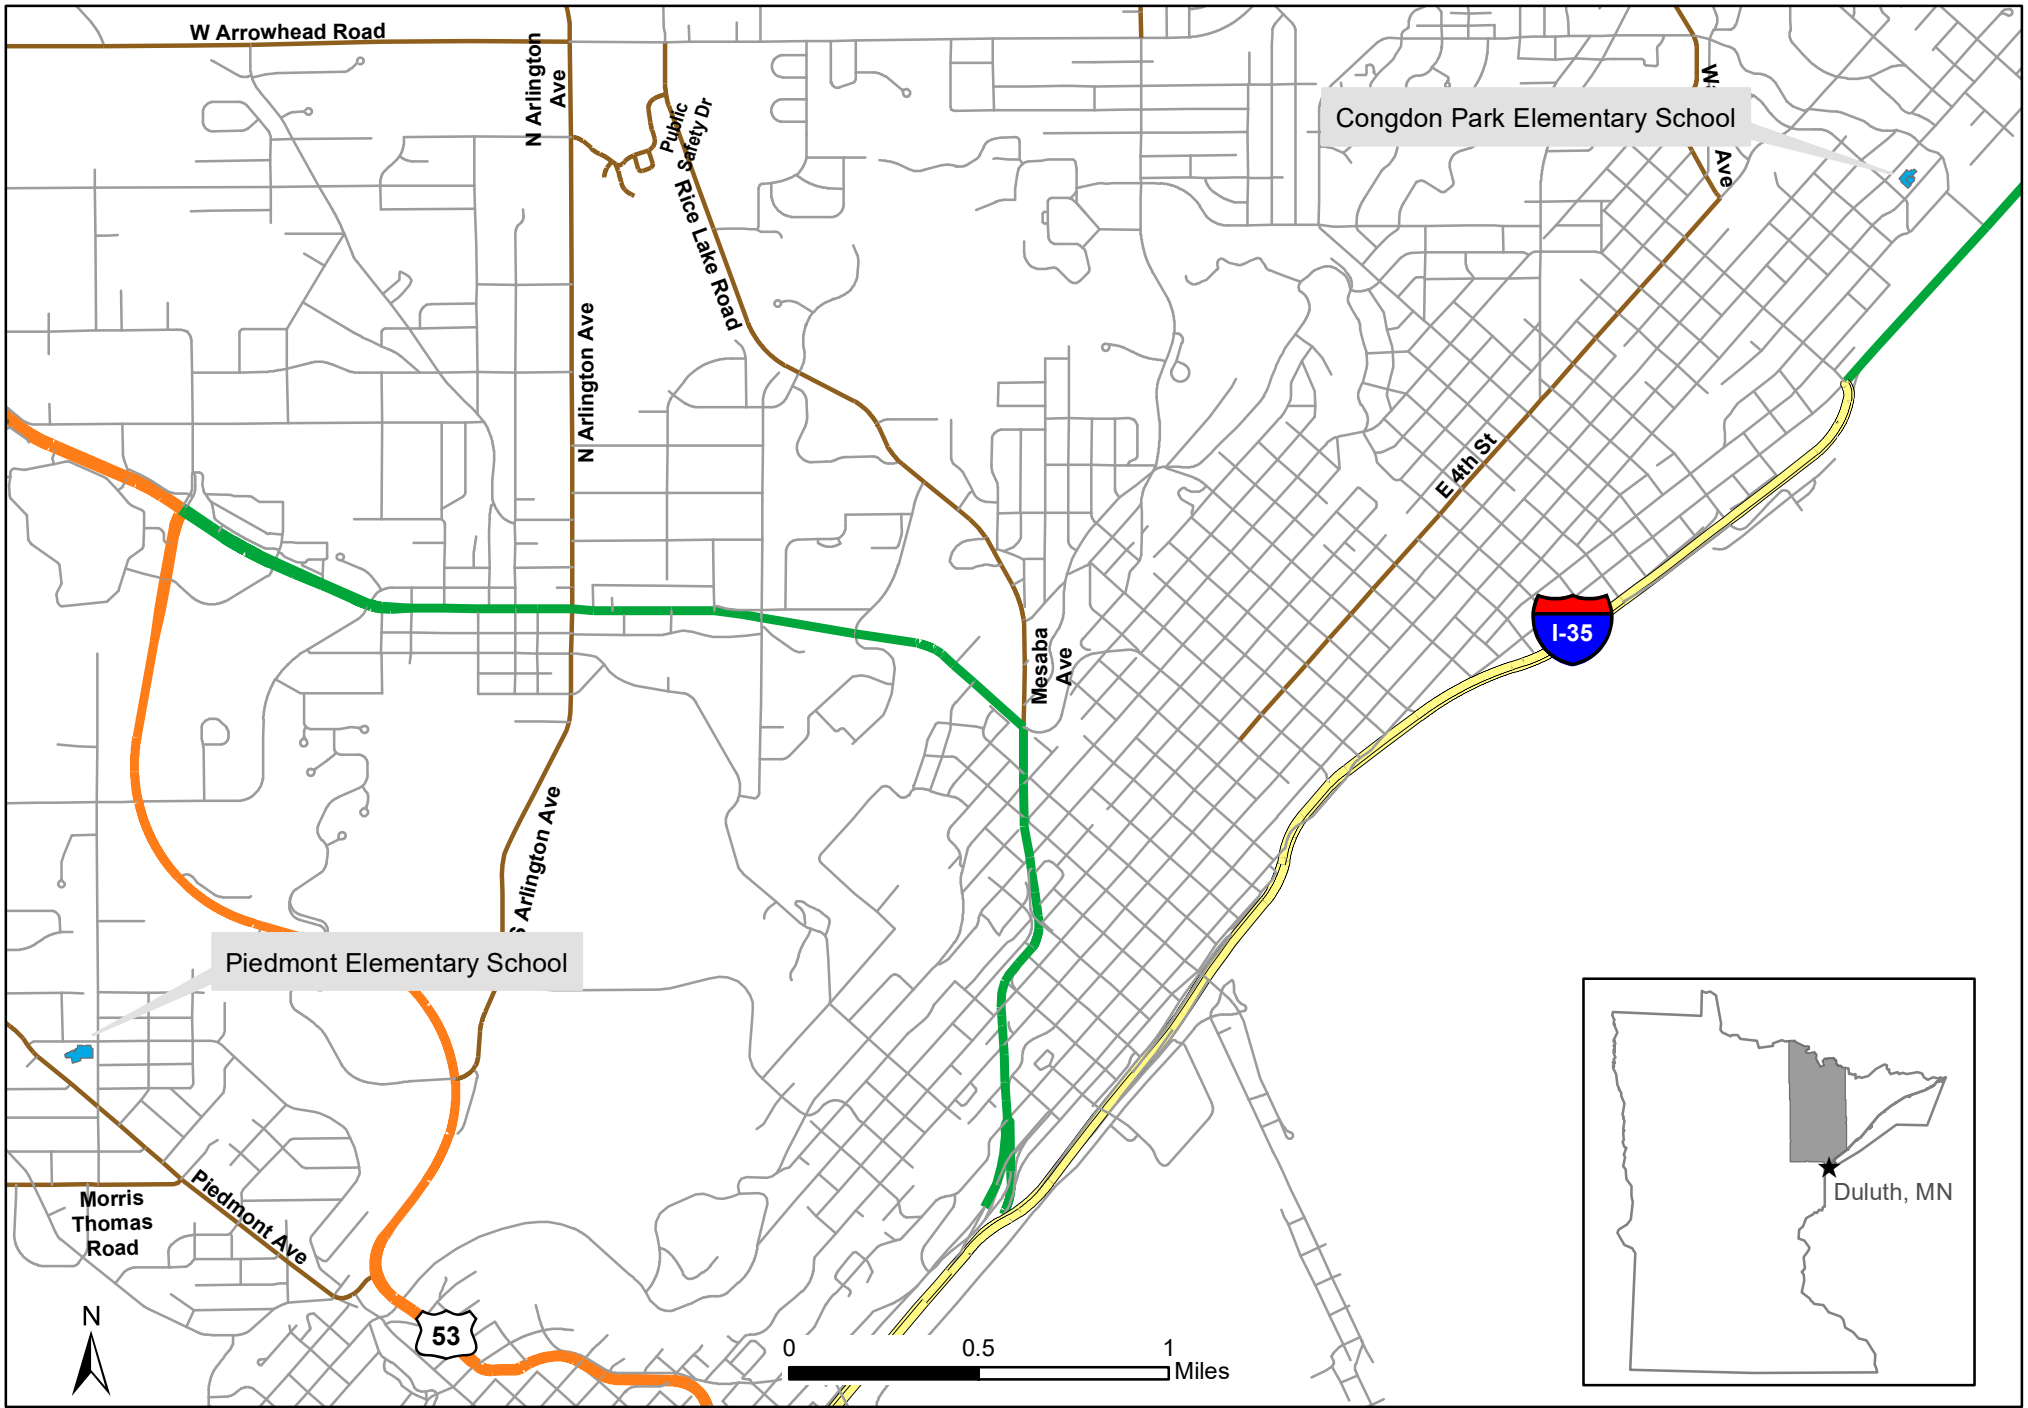 W Arrowhead Road
N Arlington
Ave
Public
Safety Dr
Congdon Park Elementary School
Ave
Rice Lake Road
N Arlington Ave
E 4th St
I-35
Mesaba
Ave
S Arlington Ave
Piedmont Elementary School
Morris
Thomas
Road
Piedmont Ave
Duluth, MN
N
53
0
0.5
1
Miles